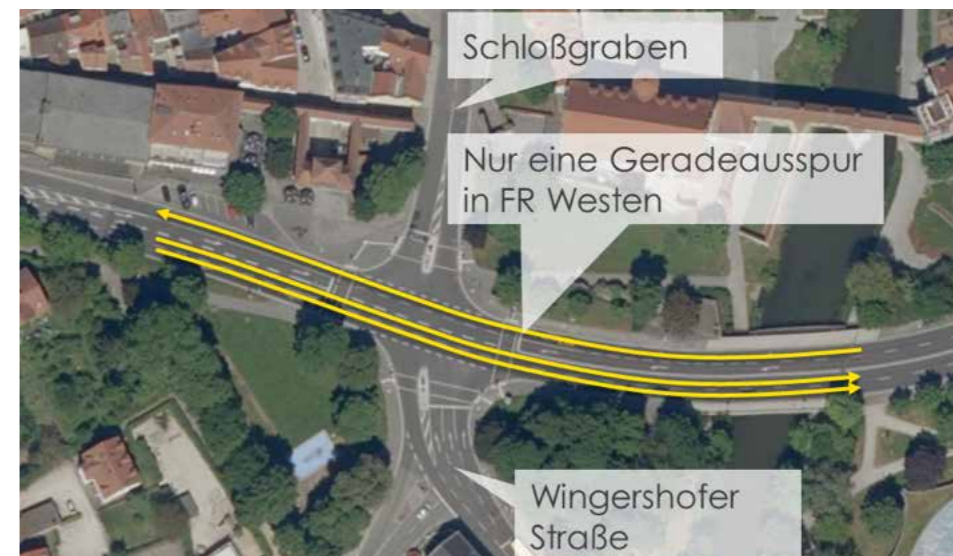 Schloßgraben
Nur eine Geradeausspur
in FR Westen
Wingershofer
Straße